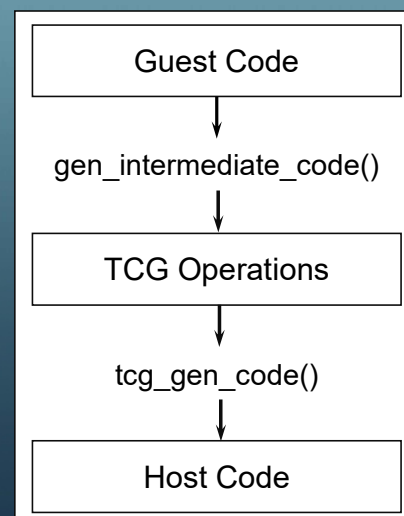 Guest Code
gen_intermediate_code()
TCG Operations
tcg_gen_code()
Host Code